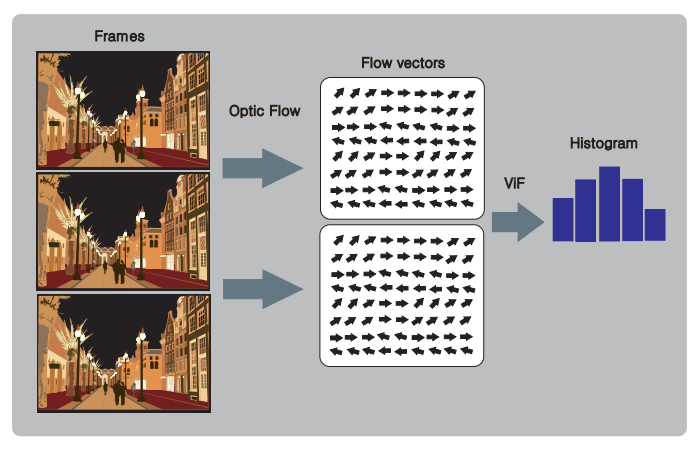 Frames
Flow vectors
Optic Flow
Histogram
ViF